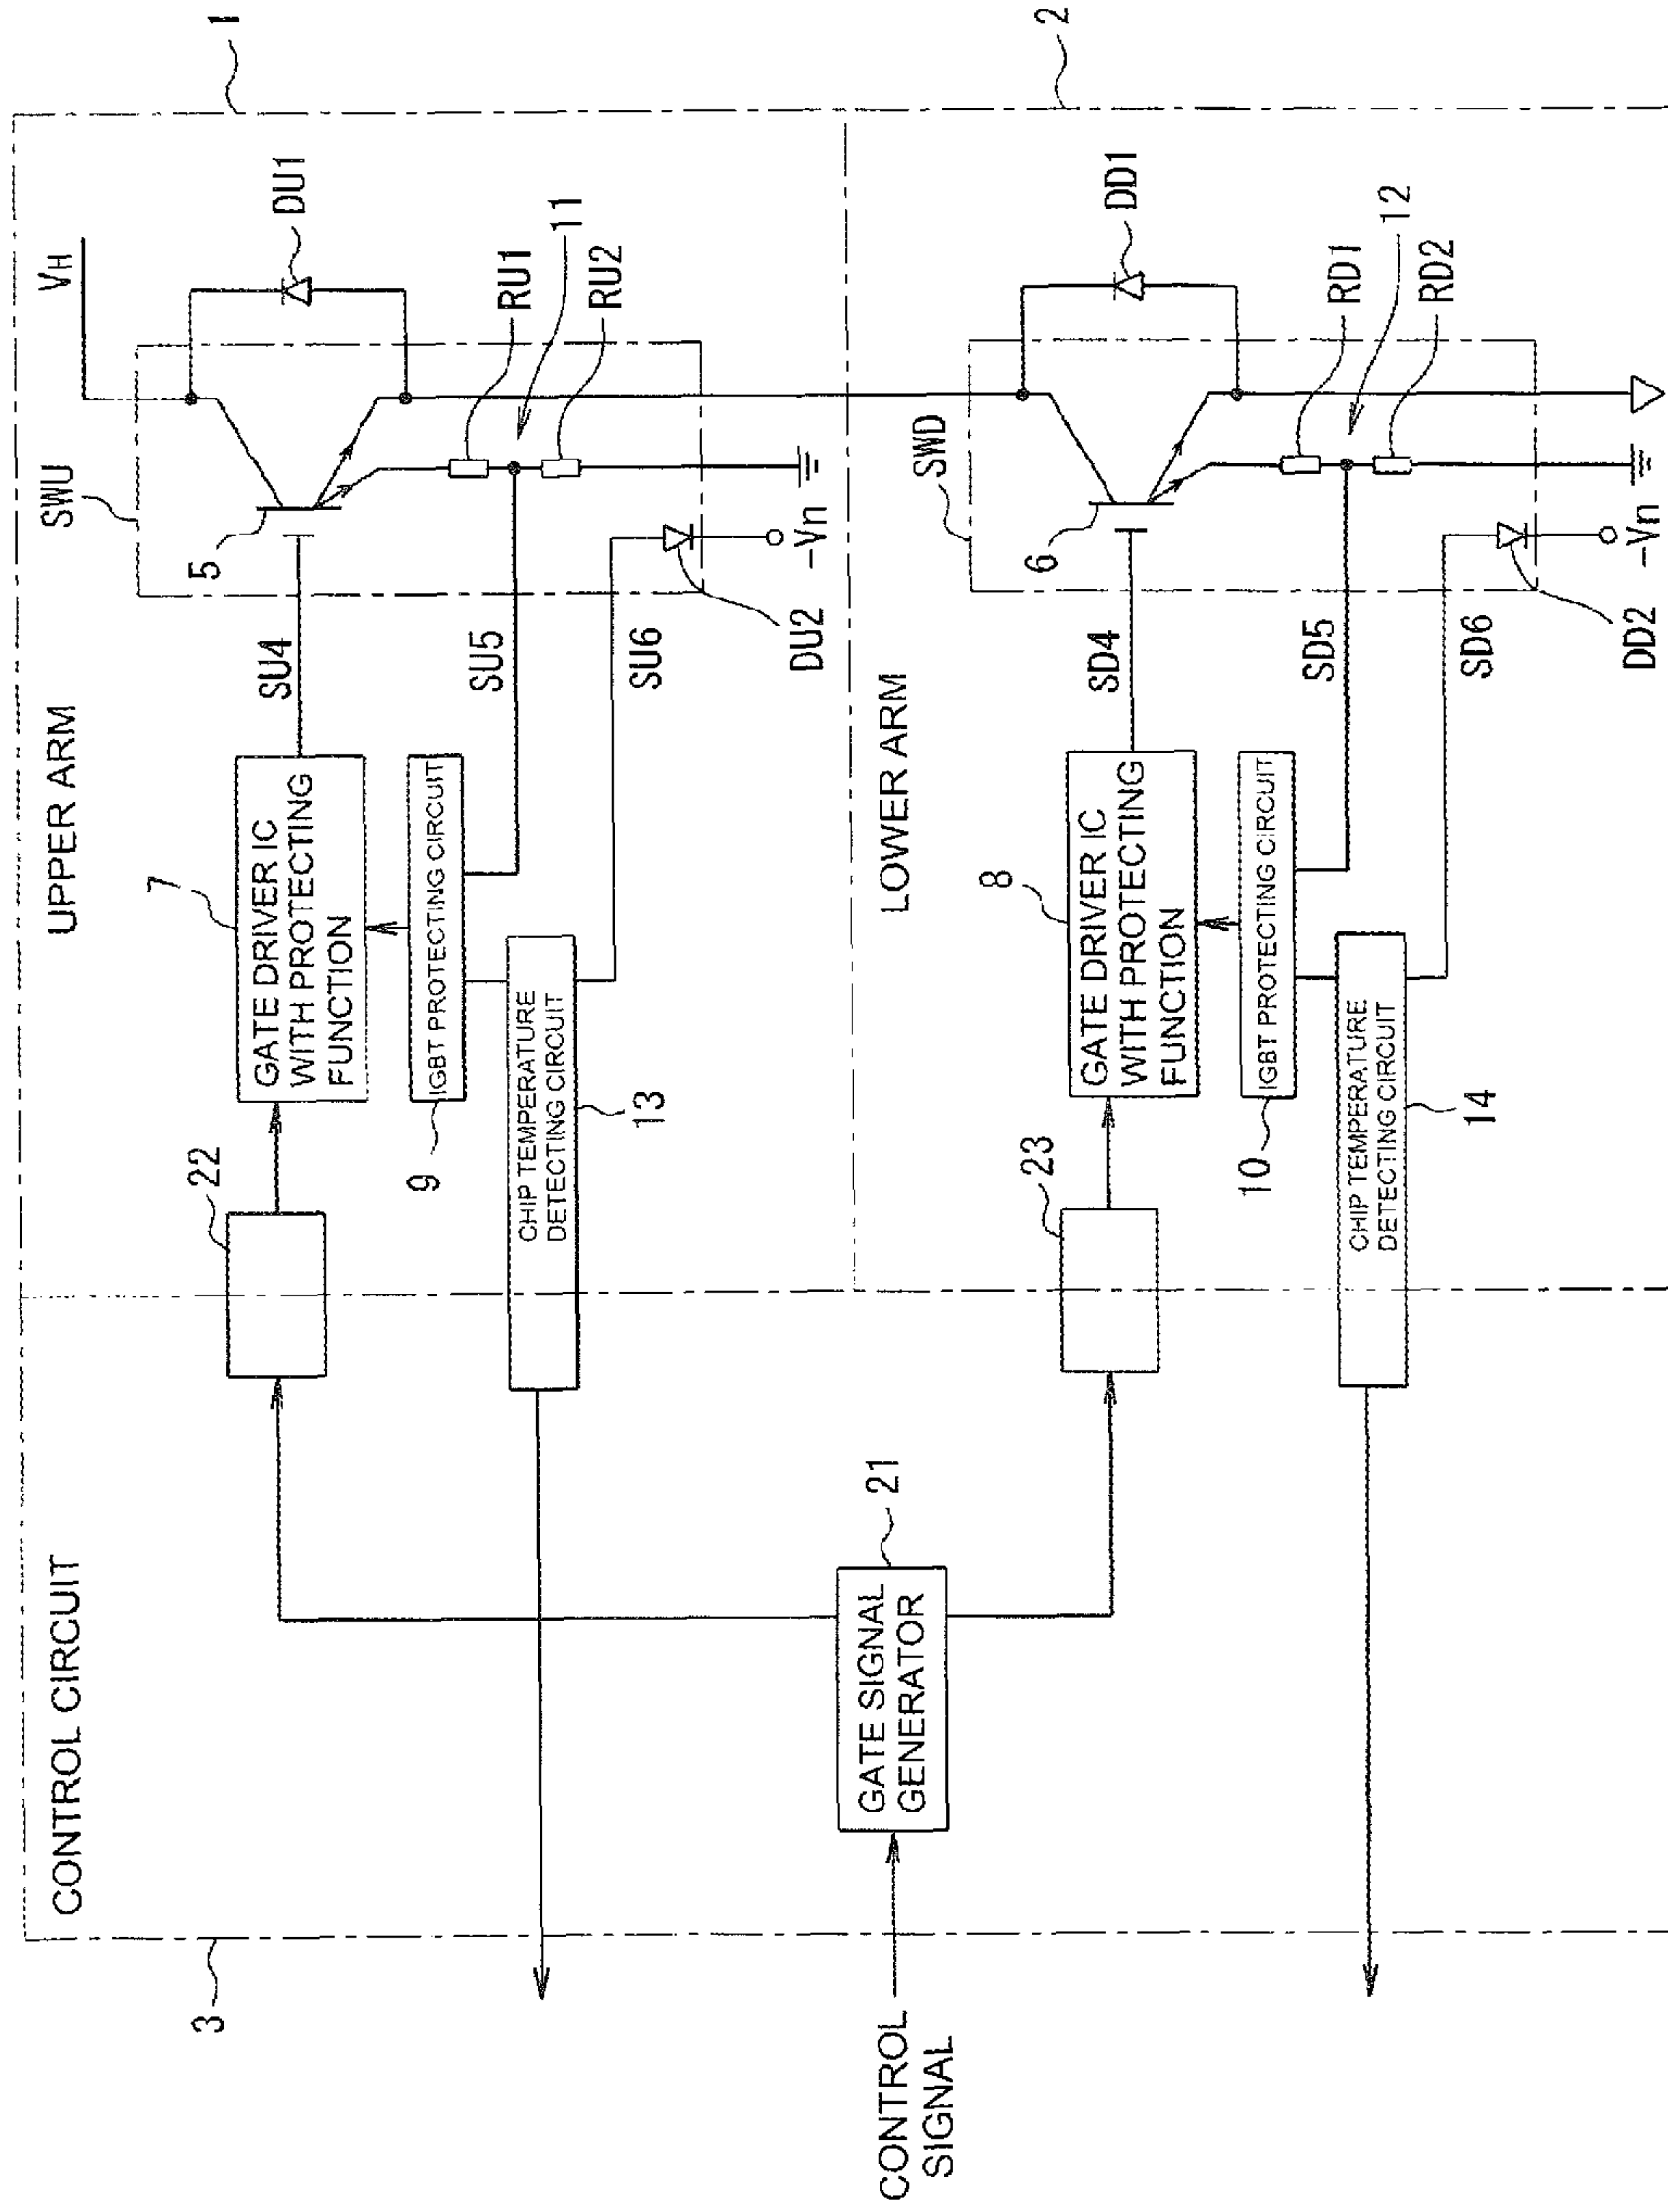 CONTROL CIRCUIT
UPPER ARM
LOWER ARM
CONTROL
SIGNAL
3
GATE SIGNAL
GENERATOR
21
22
23
7
GATE DRIVER IC
WITH PROTECTING
FUNCTION
IGBT PROTECTING CIRCUIT
9
CHIP TEMPERATURE
DETECTING CIRCUIT
13
SU4
SU5
SU6
SWU
5
VH
DU1
RU1
11
RU2
-Vn
DU2
1
8
GATE DRIVER IC
WITH PROTECTING
FUNCTION
IGBT PROTECTING CIRCUIT
10
CHIP TEMPERATURE
DETECTING CIRCUIT
14
SD4
SD5
SD6
SWD
6
DD1
RD1
12
RD2
-Vn
DD2
2